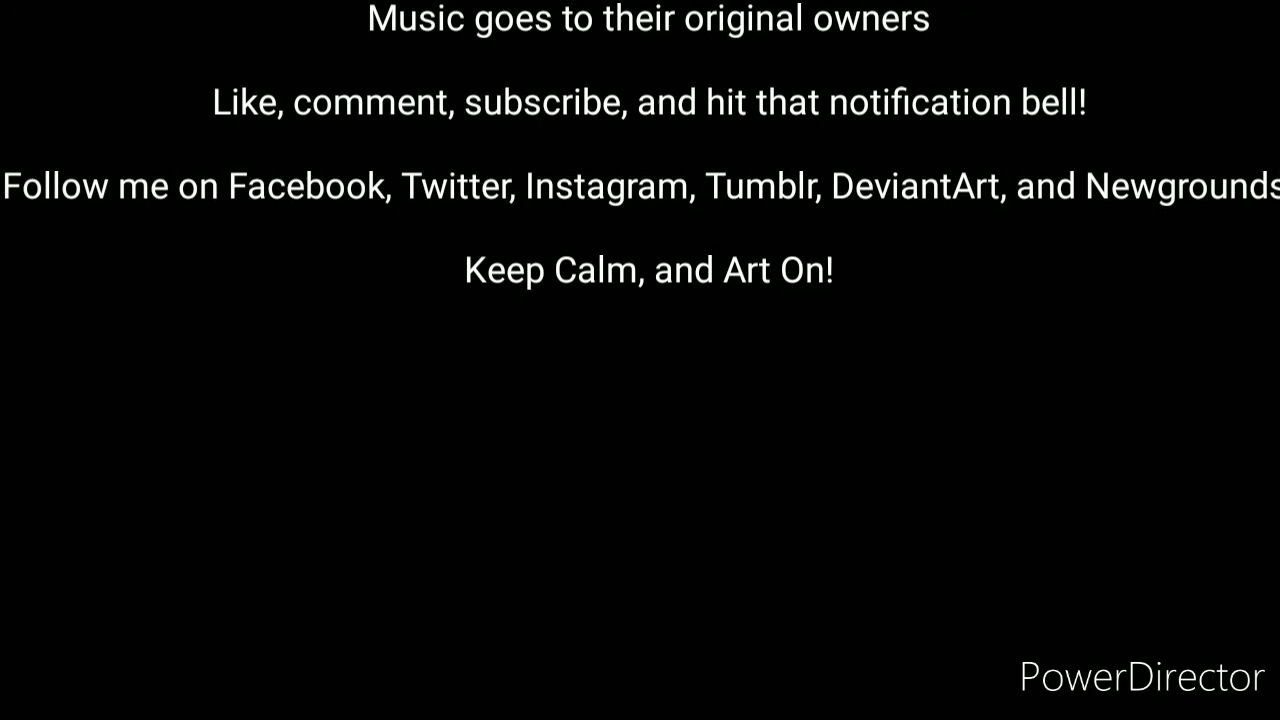 Music goes to their original owners
Like, comment, subscribe, and hit that notification bell!
Follow me on Facebook, Twitter, Instagram, Tumblr, DeviantArt, and Newgrounds
Keep Calm, and Art On!
PowerDirector